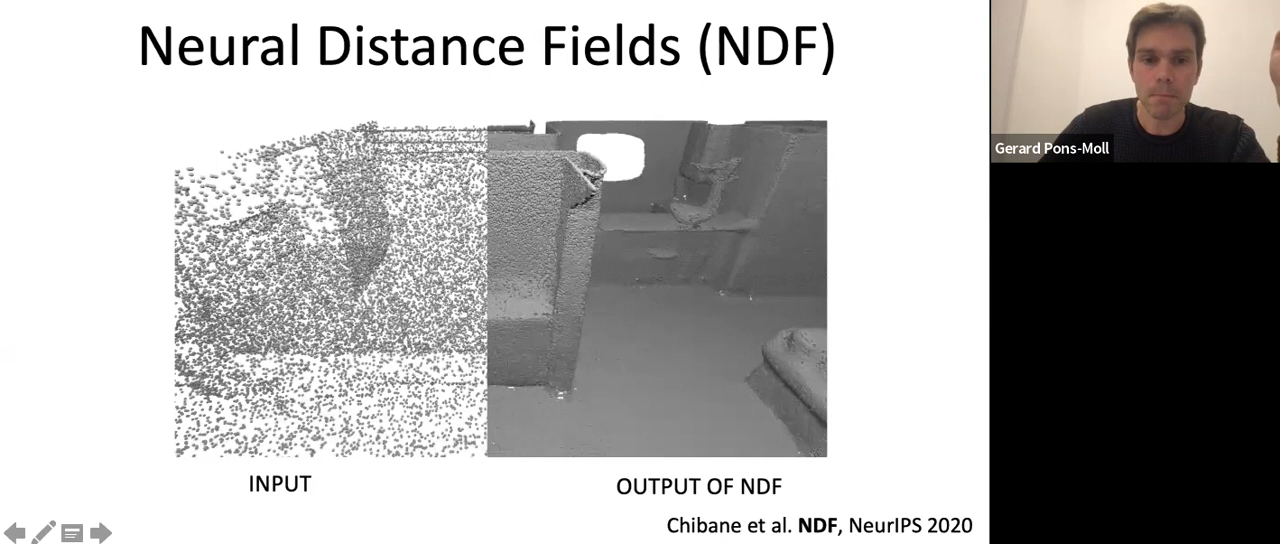 Neural Distance Fields (NDF)
Gerard Pons-Moll
INPUT
OUTPUT OF NDF
Chibane et al. NDF, NeurIPS 2020